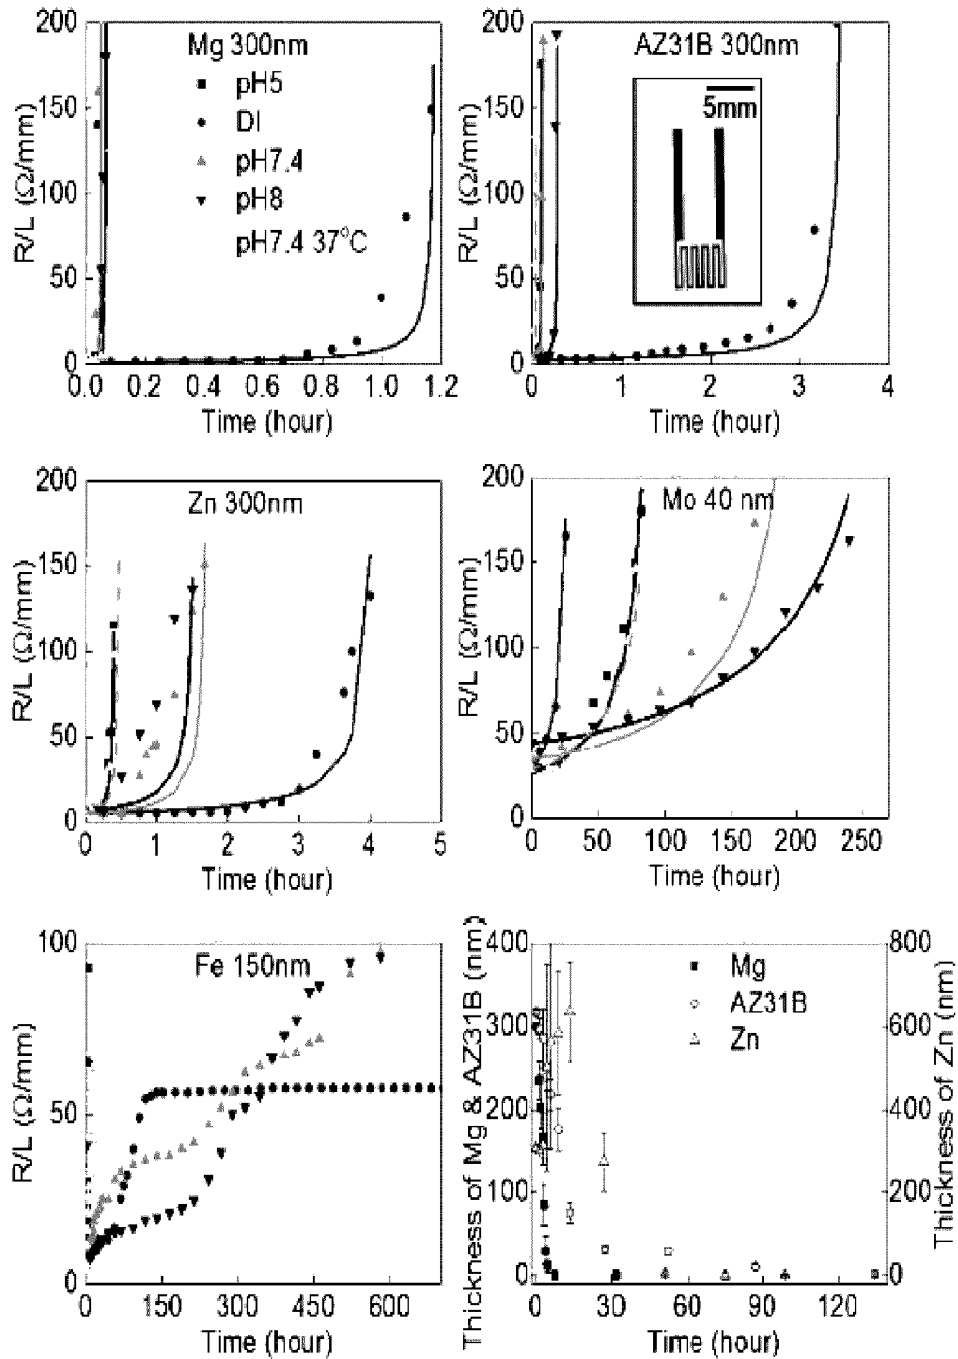 Mg 300nm
pH5
DI
pH7.4
pH8
pH7.4 37°C
R/L (Ω/mm)
200
150
100
50
0
0.0 0.2 0.4 0.6 0.8 1.0 1.2
Time (hour)
AZ31B 300nm
5mm
R/L (Ω/mm)
200
150
100
50
0
0 1 2 3 4
Time (hour)
Zn 300nm
R/L (Ω/mm)
200
150
100
50
0
0 1 2 3 4 5
Time (hour)
Mo 40 nm
R/L (Ω/mm)
200
150
100
50
0
0 50 100 150 200 250
Time (hour)
Fe 150nm
R/L (Ω/mm)
100
50
0
0 150 300 450 600
Time (hour)
Mg
AZ31B
Zn
Thickness of Mg & AZ31B (nm)
400
300
200
100
0
800
600
400
200
0
Thickness of Zn (nm)
0 30 60 90 120
Time (hour)